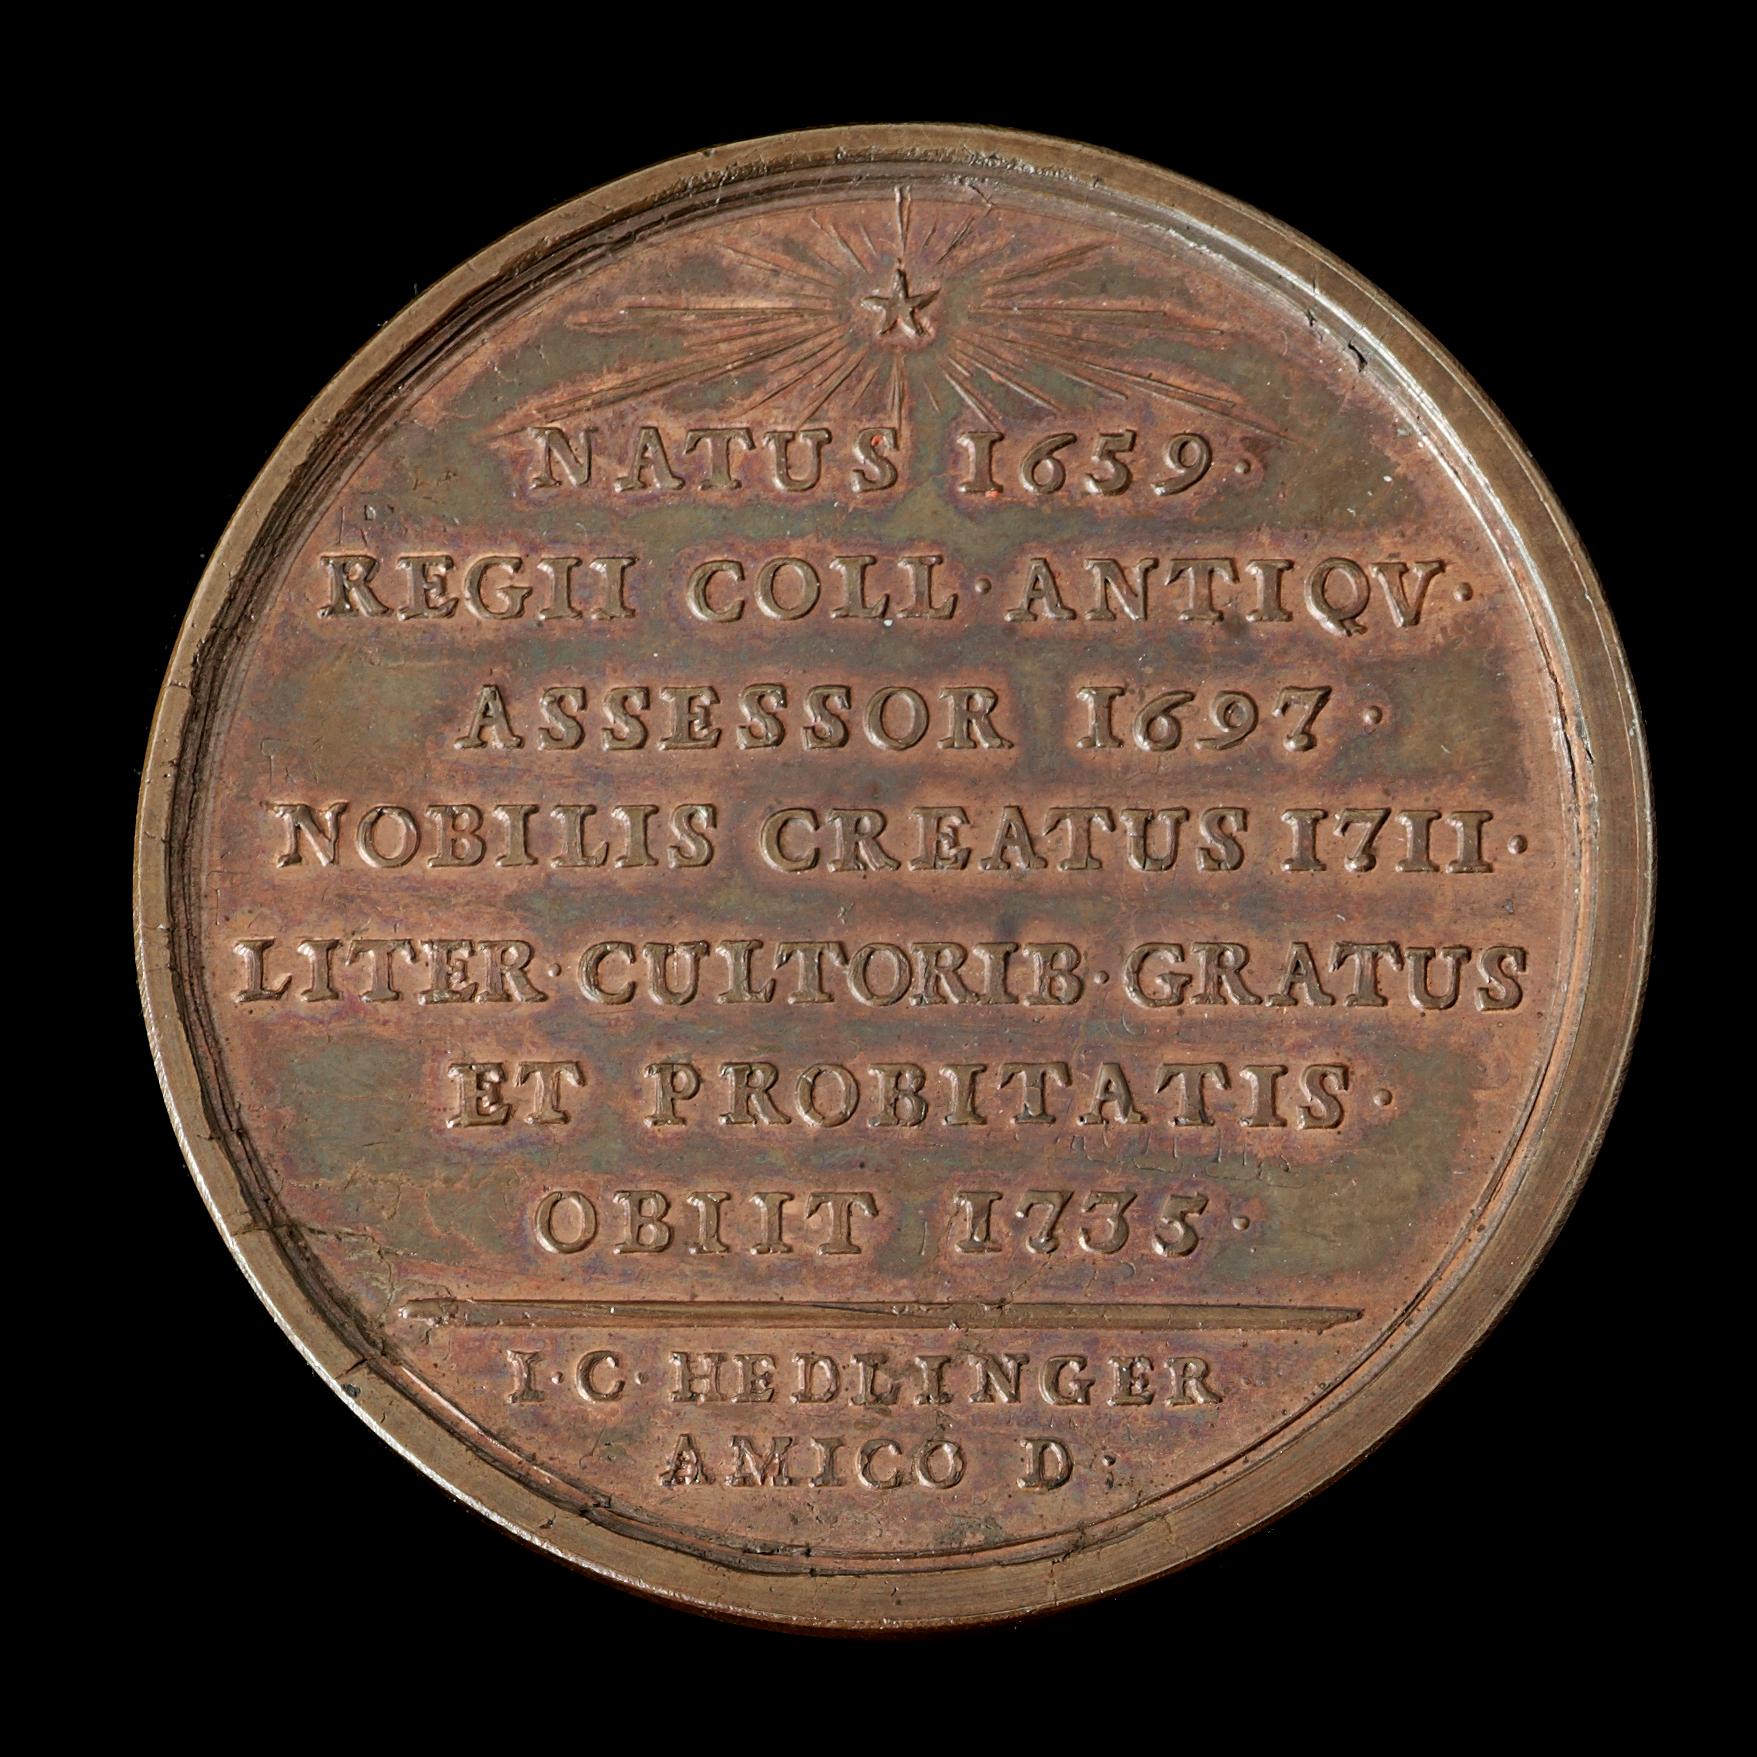 NATUS 1659·
REGII COLL·ANTIQV·
ASSESSOR 1697·
NOBILIS CREATUS 1711·
LITER·CULTORIB·GRATUS
ET PROBITATIS·
OBIIT 1735·
I·C·HEDLINGER
AMICO D;